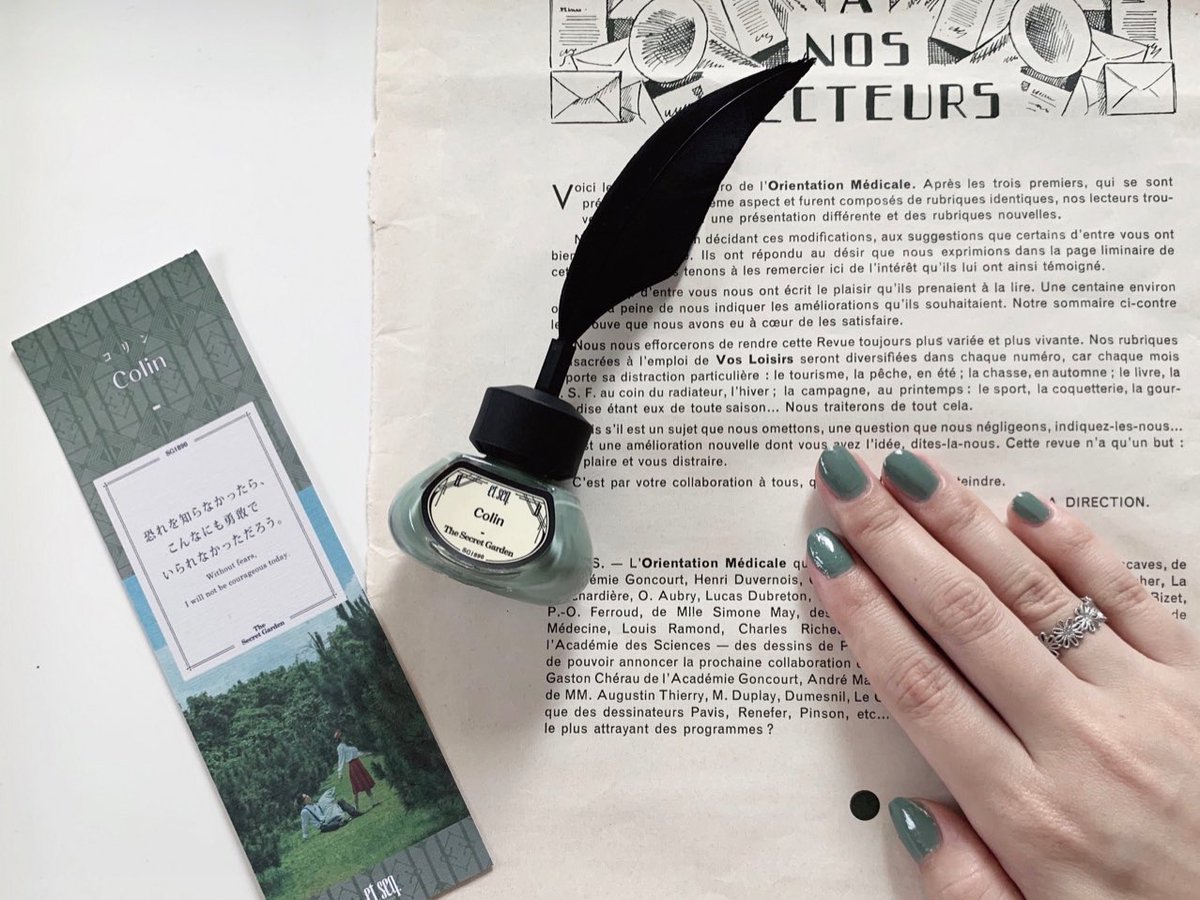 コリン
Colin
SG1896
恐れを知らなかったら、
こんなにも勇敢で
いられなかっただろう。
Without fears,
I will not be courageous today.
The
Secret Garden
et seq.
et seq.
Colin
The Secret Garden
SG1896
A
NOS
ECTEURS
Voici le ro de l'Orientation Médicale. Après les trois premiers, qui se sont
pré ême aspect et furent composés de rubriques identiques, nos lecteurs trou-
ve une présentation différente et des rubriques nouvelles.
N n décidant ces modifications, aux suggestions que certains d'entre vous ont
bien . Ils ont répondu au désir que nous exprimions dans la page liminaire de
cet s tenons à les remercier ici de l'intérêt qu'ils lui ont ainsi témoigné.
d'entre vous nous ont écrit le plaisir qu'ils prenaient à la lire. Une centaine environ
o a peine de nous indiquer les améliorations qu'ils souhaitaient. Notre sommaire ci-contre
le rouve que nous avons eu à cœur de les satisfaire.
Nous nous efforcerons de rendre cette Revue toujours plus variée et plus vivante. Nos rubriques
sacrées à l'emploi de Vos Loisirs seront diversifiées dans chaque numéro, car chaque mois
porte sa distraction particulière : le tourisme, la pêche, en été ; la chasse, en automne ; le livre, la
. S. F. au coin du radiateur, l'hiver ; la campagne, au printemps : le sport, la coquetterie, la gour-
dise étant eux de toute saison... Nous traiterons de tout cela.
s s'il est un sujet que nous omettons, une question que nous négligeons, indiquez-les-nous...
st une amélioration nouvelle dont vous avez l'idée, dites-la-nous. Cette revue n'a qu'un but :
plaire et vous distraire.
C'est par votre collaboration à tous, q teindre.
A DIRECTION.
S. — L'Orientation Médicale qu scaves, de
émie Goncourt, Henri Duvernois, cher, La
chardière, O. Aubry, Lucas Dubreton, Bizet,
P.-O. Ferroud, de Mlle Simone May, des de
Médecine, Louis Ramond, Charles Riche
l'Académie des Sciences — des dessins de P
de pouvoir annoncer la prochaine collaboration
Gaston Chérau de l'Académie Goncourt, André Ma
de MM. Augustin Thierry, M. Duplay, Dumesnil, Le C
que des dessinateurs Pavis, Renefer, Pinson, etc...
le plus attrayant des programmes ?